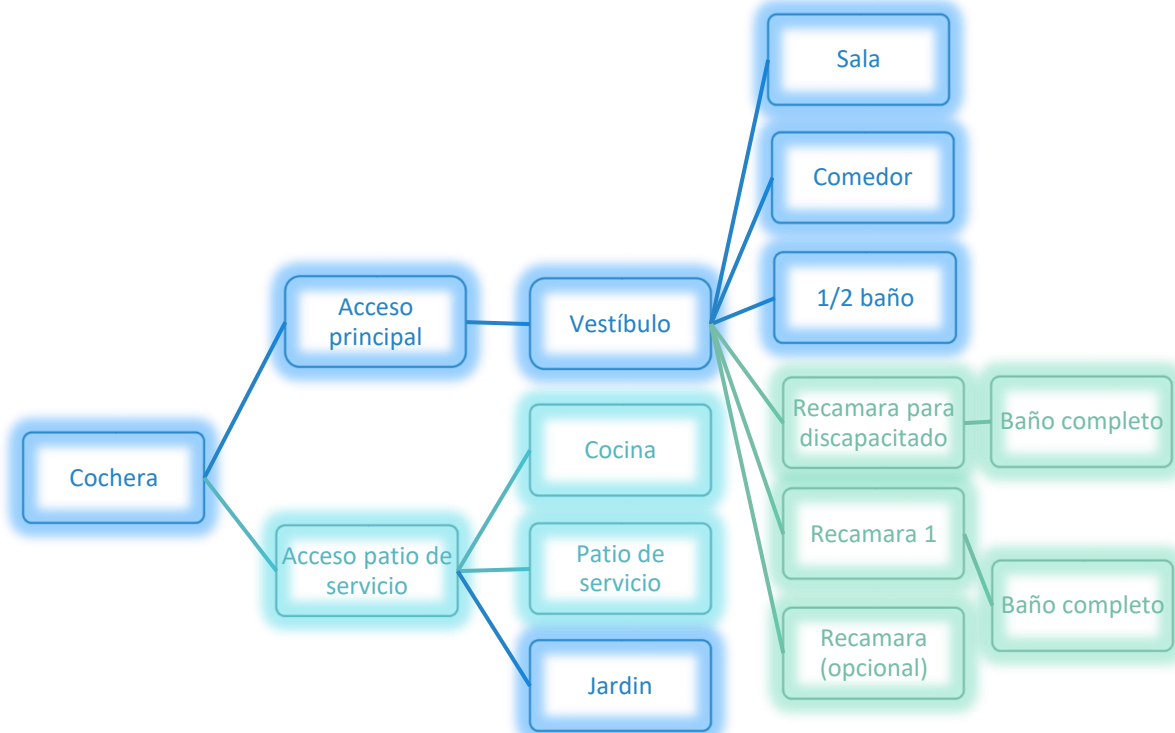 Sala
Comedor
1/2 baño
Acceso
principal
Vestíbulo
Recamara para
discapacitado
Baño completo
Cocina
Cochera
Recamara 1
Acceso patio de
servicio
Patio de
servicio
Baño completo
Recamara
(opcional)
Jardin